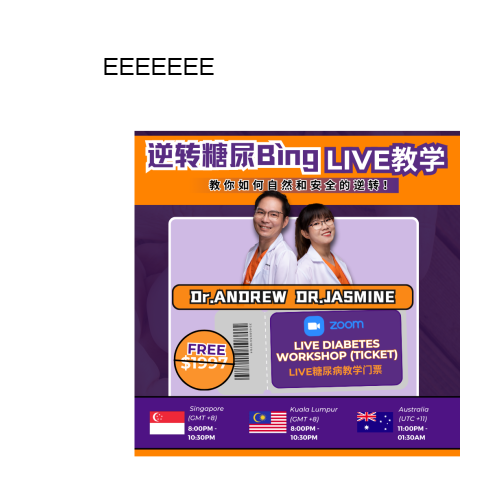 EEEEEEE
逆转糖尿Bìng LIVE教学
教你如何自然和安全的逆转！
Dr.ANDREW DR.JASMINE
zoom
FREE
$1997
LIVE DIABETES
WORKSHOP (TICKET)
LIVE糖尿病教学门票
Singapore
(GMT +8)
8:00PM -
10:30PM
Kuala Lumpur
(GMT +8)
8:00PM -
10:30PM
Australia
(UTC +11)
11:00PM -
01:30AM